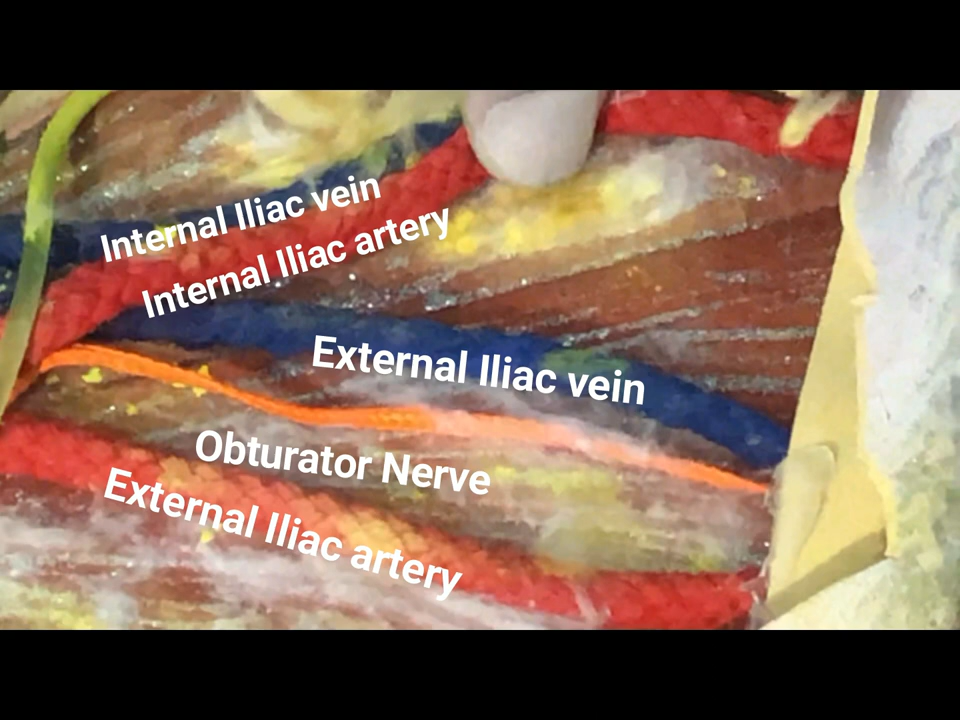 Internal Iliac vein
Internal Iliac artery
External Iliac vein
Obturator Nerve
External Iliac artery